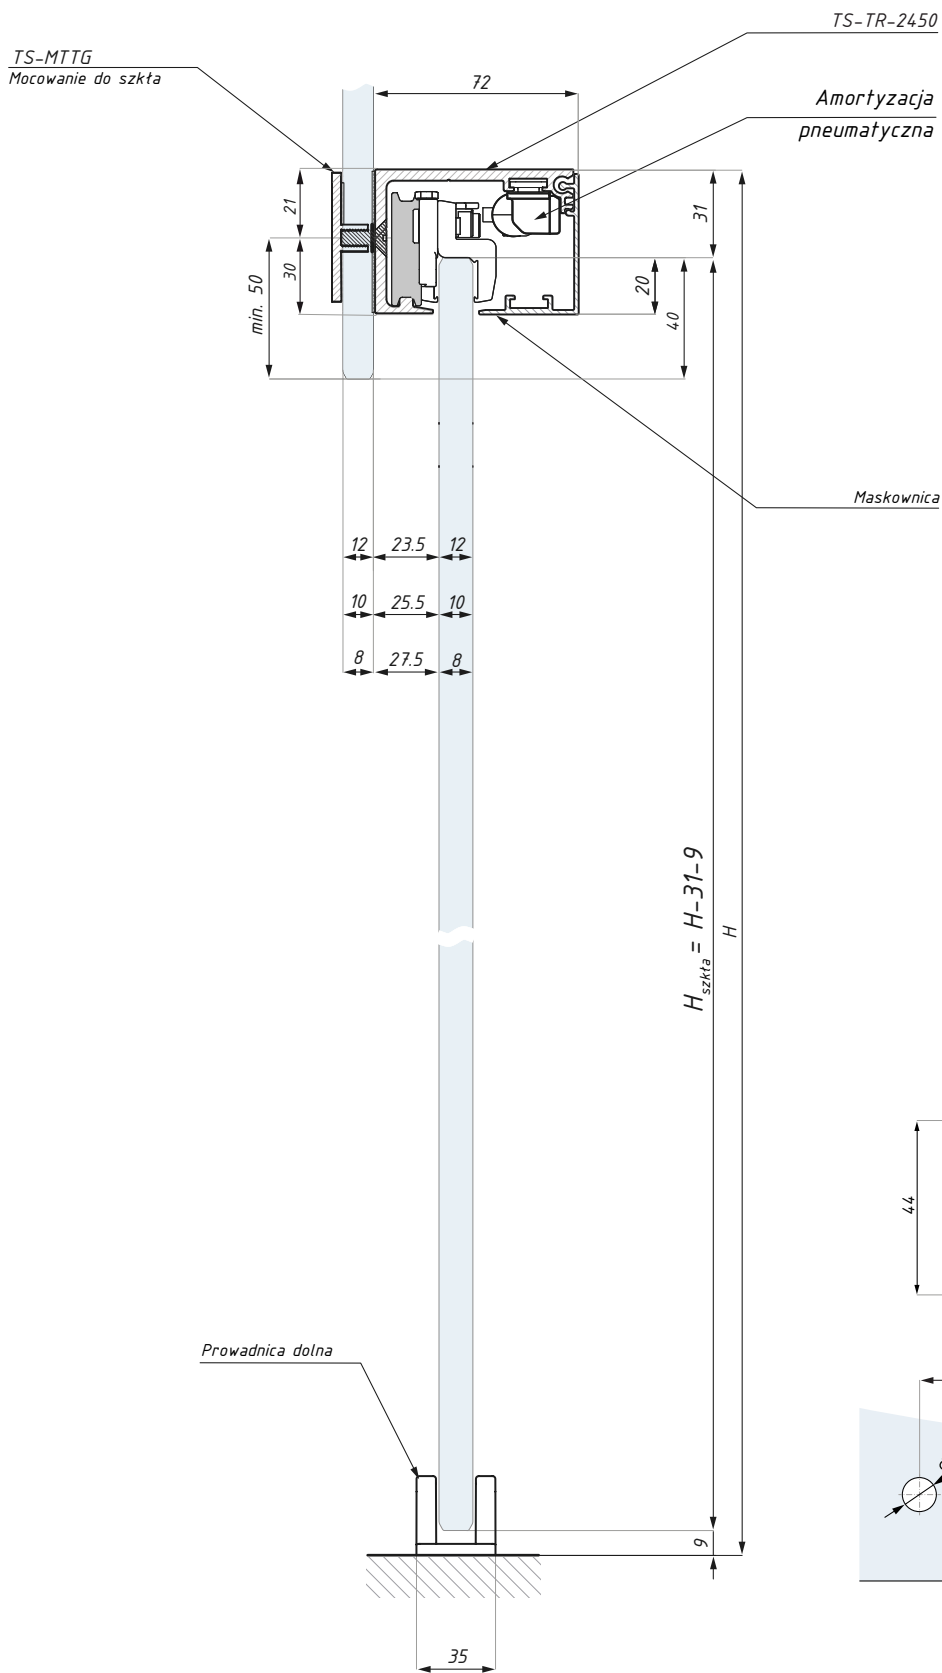 TS-TR-2450
TS-MTTG
Mocowanie do szkła
72
Amortyzacja
pneumatyczna
21
31
30
min. 50
20
40
Maskownica
12 23.5 12
10 25.5 10
8 27.5 8
H szkła = H-31-9
H
44
Prowadnica dolna
9
35